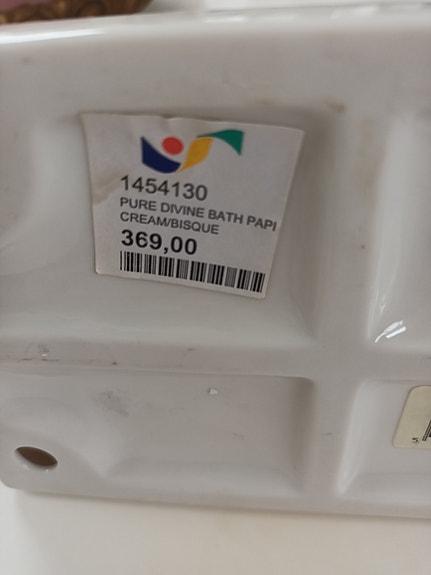 1454130
PURE DIVINE BATH PAPI
CREAM/BISQUE
369,00